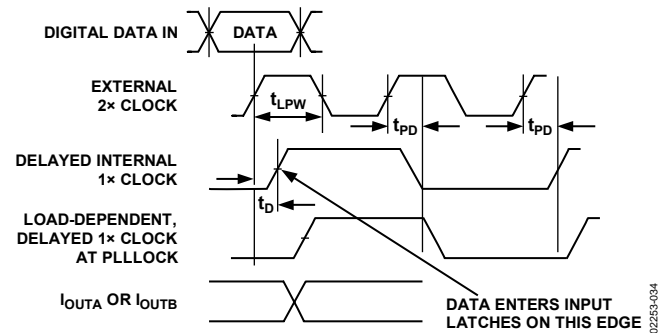 DIGITAL DATA IN
DATA
EXTERNAL
2× CLOCK
tLPW
tPD
tPD
DELAYED INTERNAL
1× CLOCK
tD
LOAD-DEPENDENT,
DELAYED 1× CLOCK
AT PLLLOCK
IOUTA OR IOUTB
DATA ENTERS INPUT
LATCHES ON THIS EDGE
02253-034